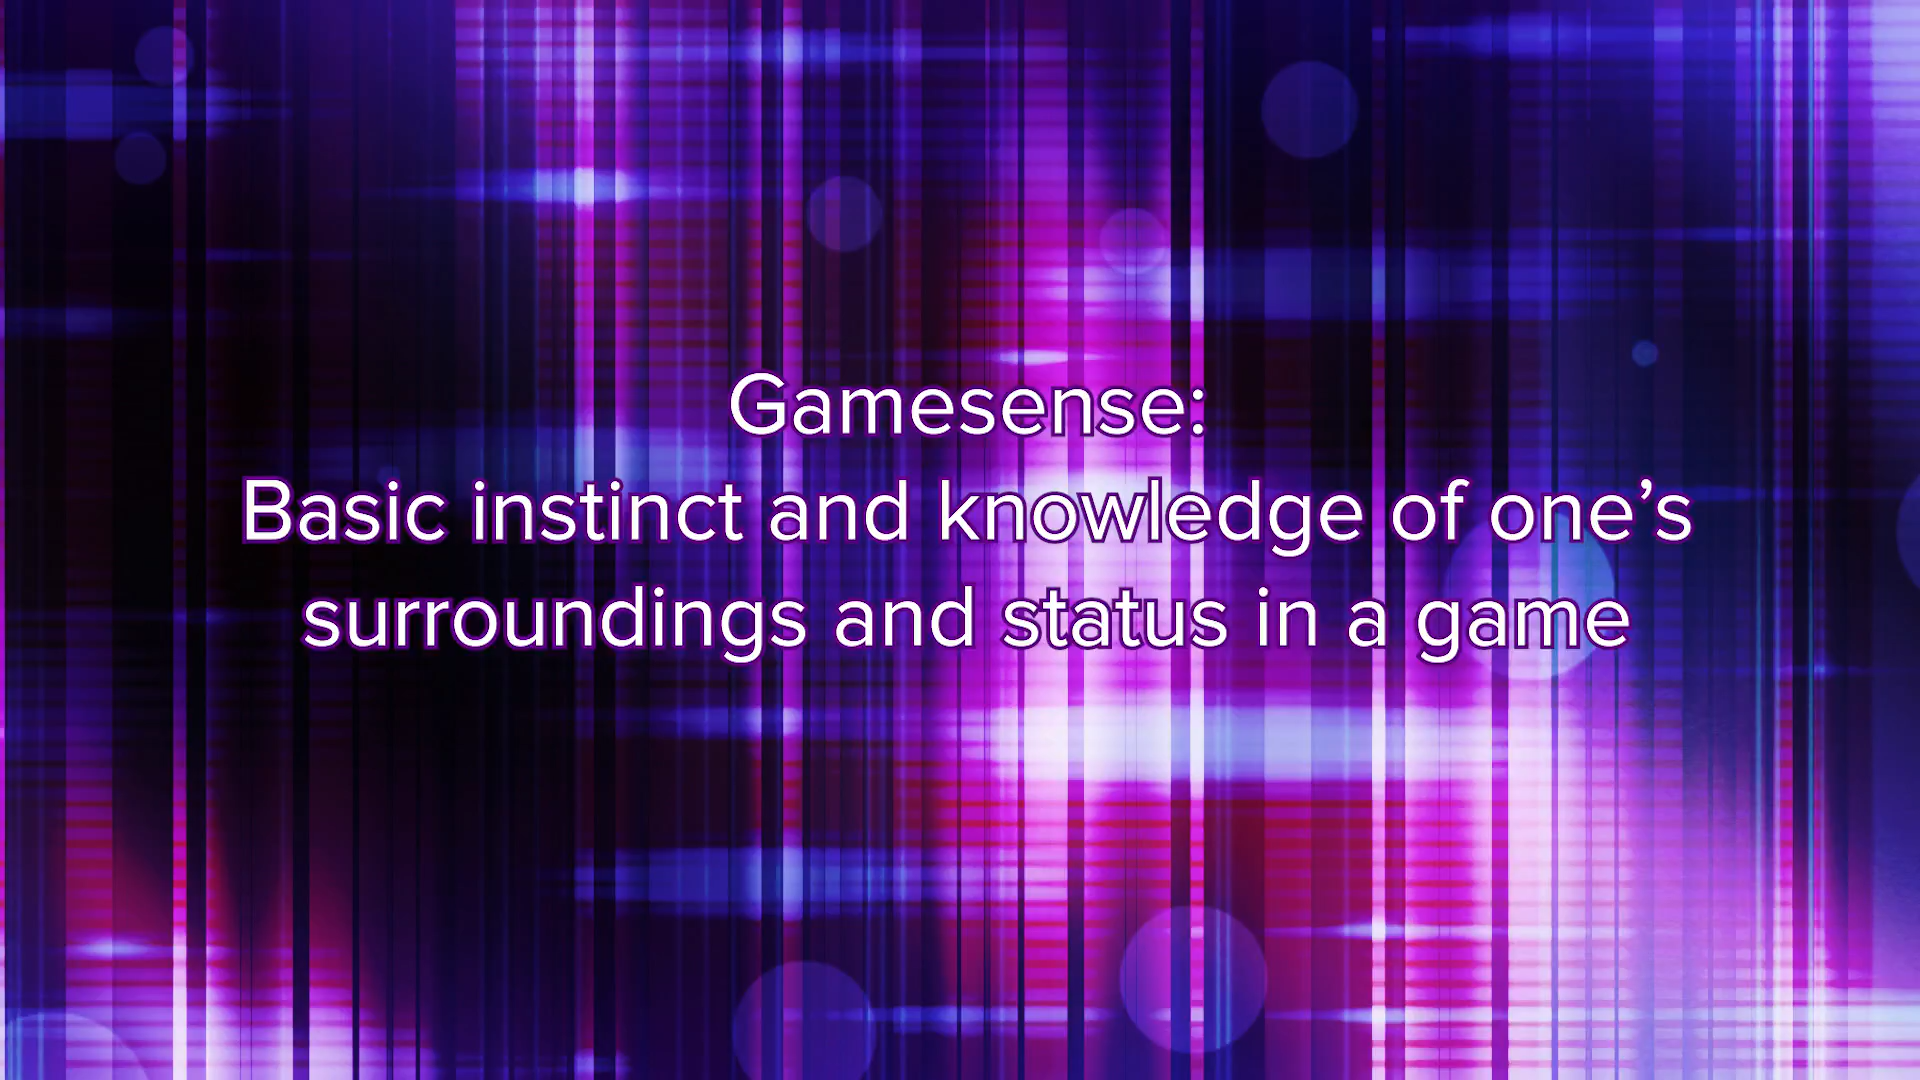 Gamesense:
Basic instinct and knowledge of one’s
surroundings and status in a game